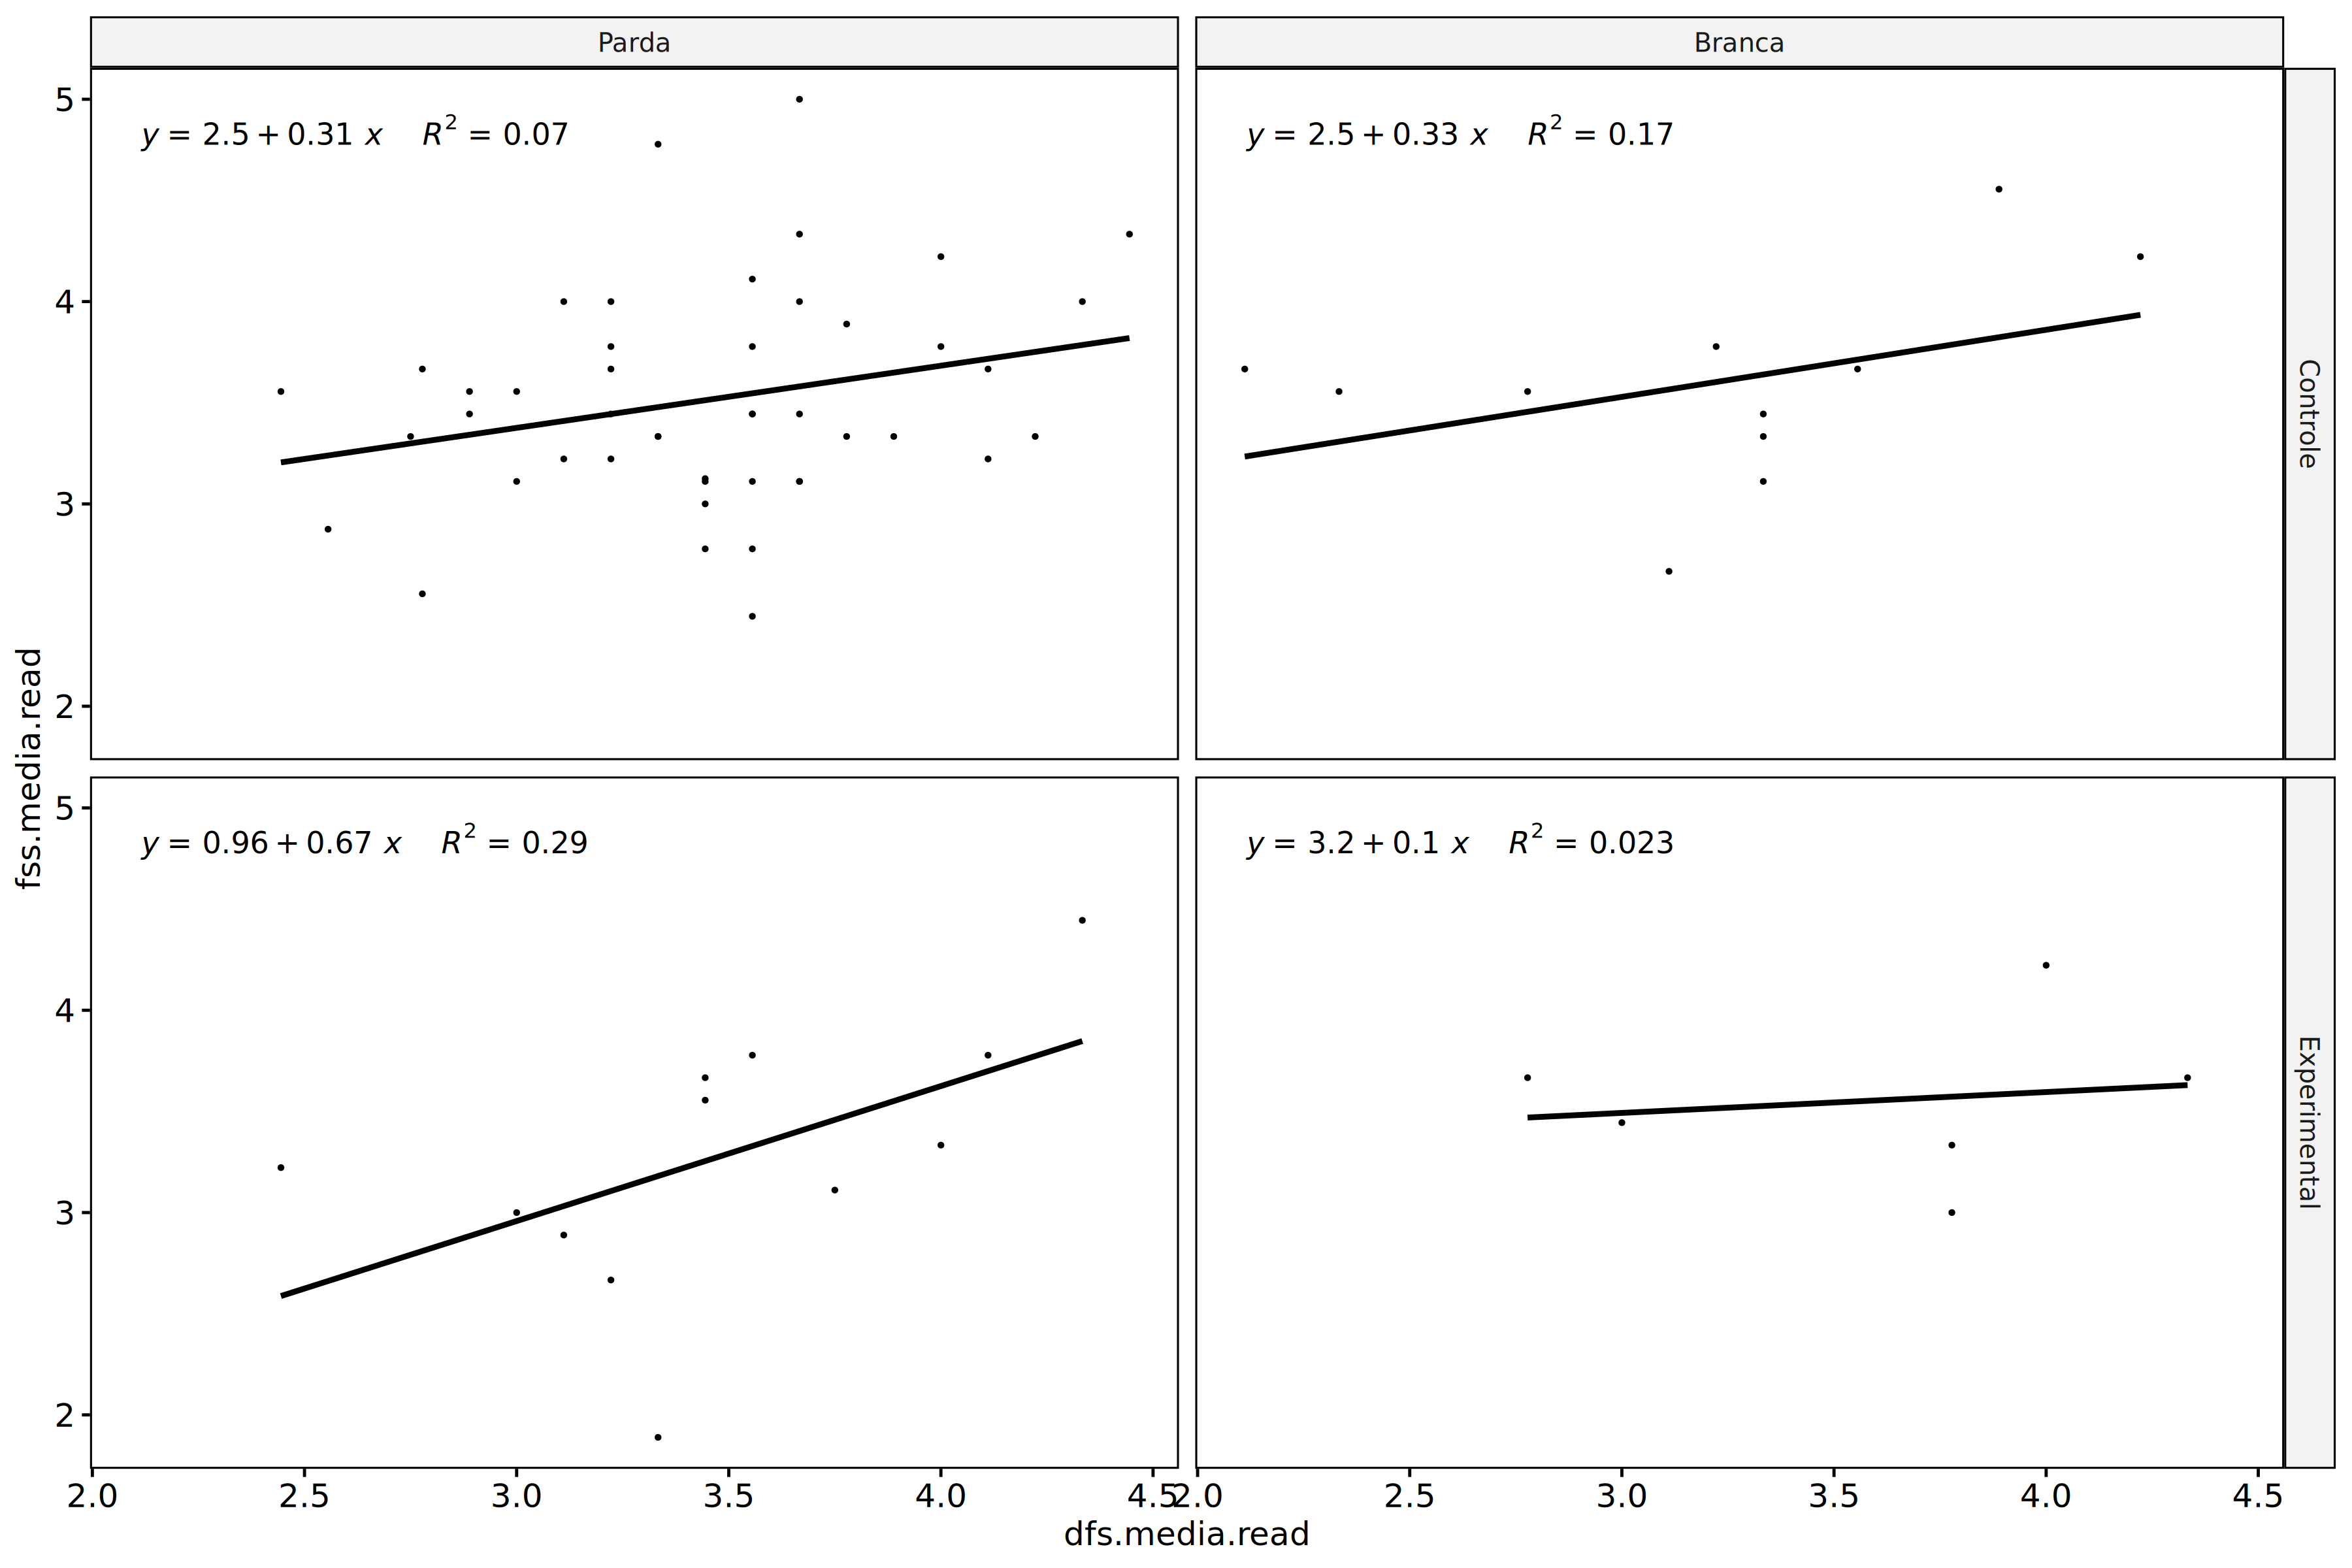 Parda
Branca
5
4
3
2
y = 2.5 + 0.31 x R² = 0.07
y = 2.5 + 0.33 x R² = 0.17
Controle
fss.media.read
5
4
3
2
y = 0.96 + 0.67 x R² = 0.29
y = 3.2 + 0.1 x R² = 0.023
Experimental
2.0 2.5 3.0 3.5 4.0 4.5
2.0 2.5 3.0 3.5 4.0 4.5
dfs.media.read